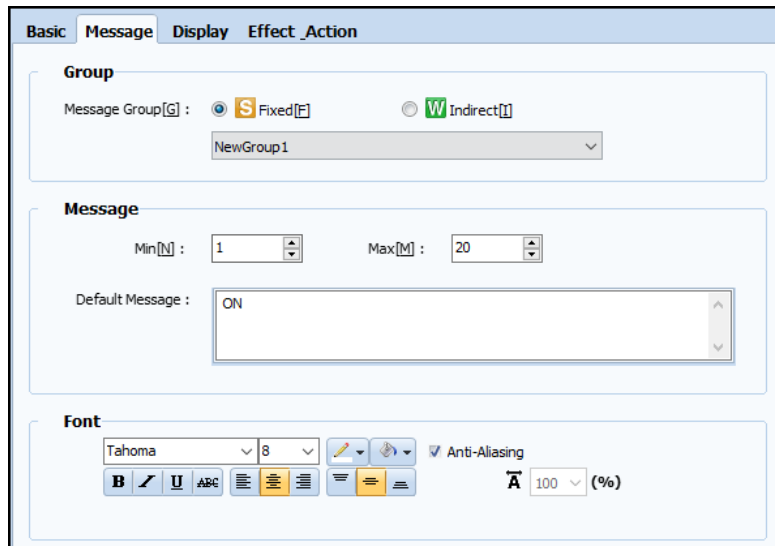 Basic Message Display Effect _Action
Group
Message Group[G] : S Fixed[F] W Indirect[I]
NewGroup1
Message
Min[N] : 1 Max[M] : 20
Default Message : ON
Font
Tahoma 8 Anti-Aliasing
B I U ABC A 100 (%)